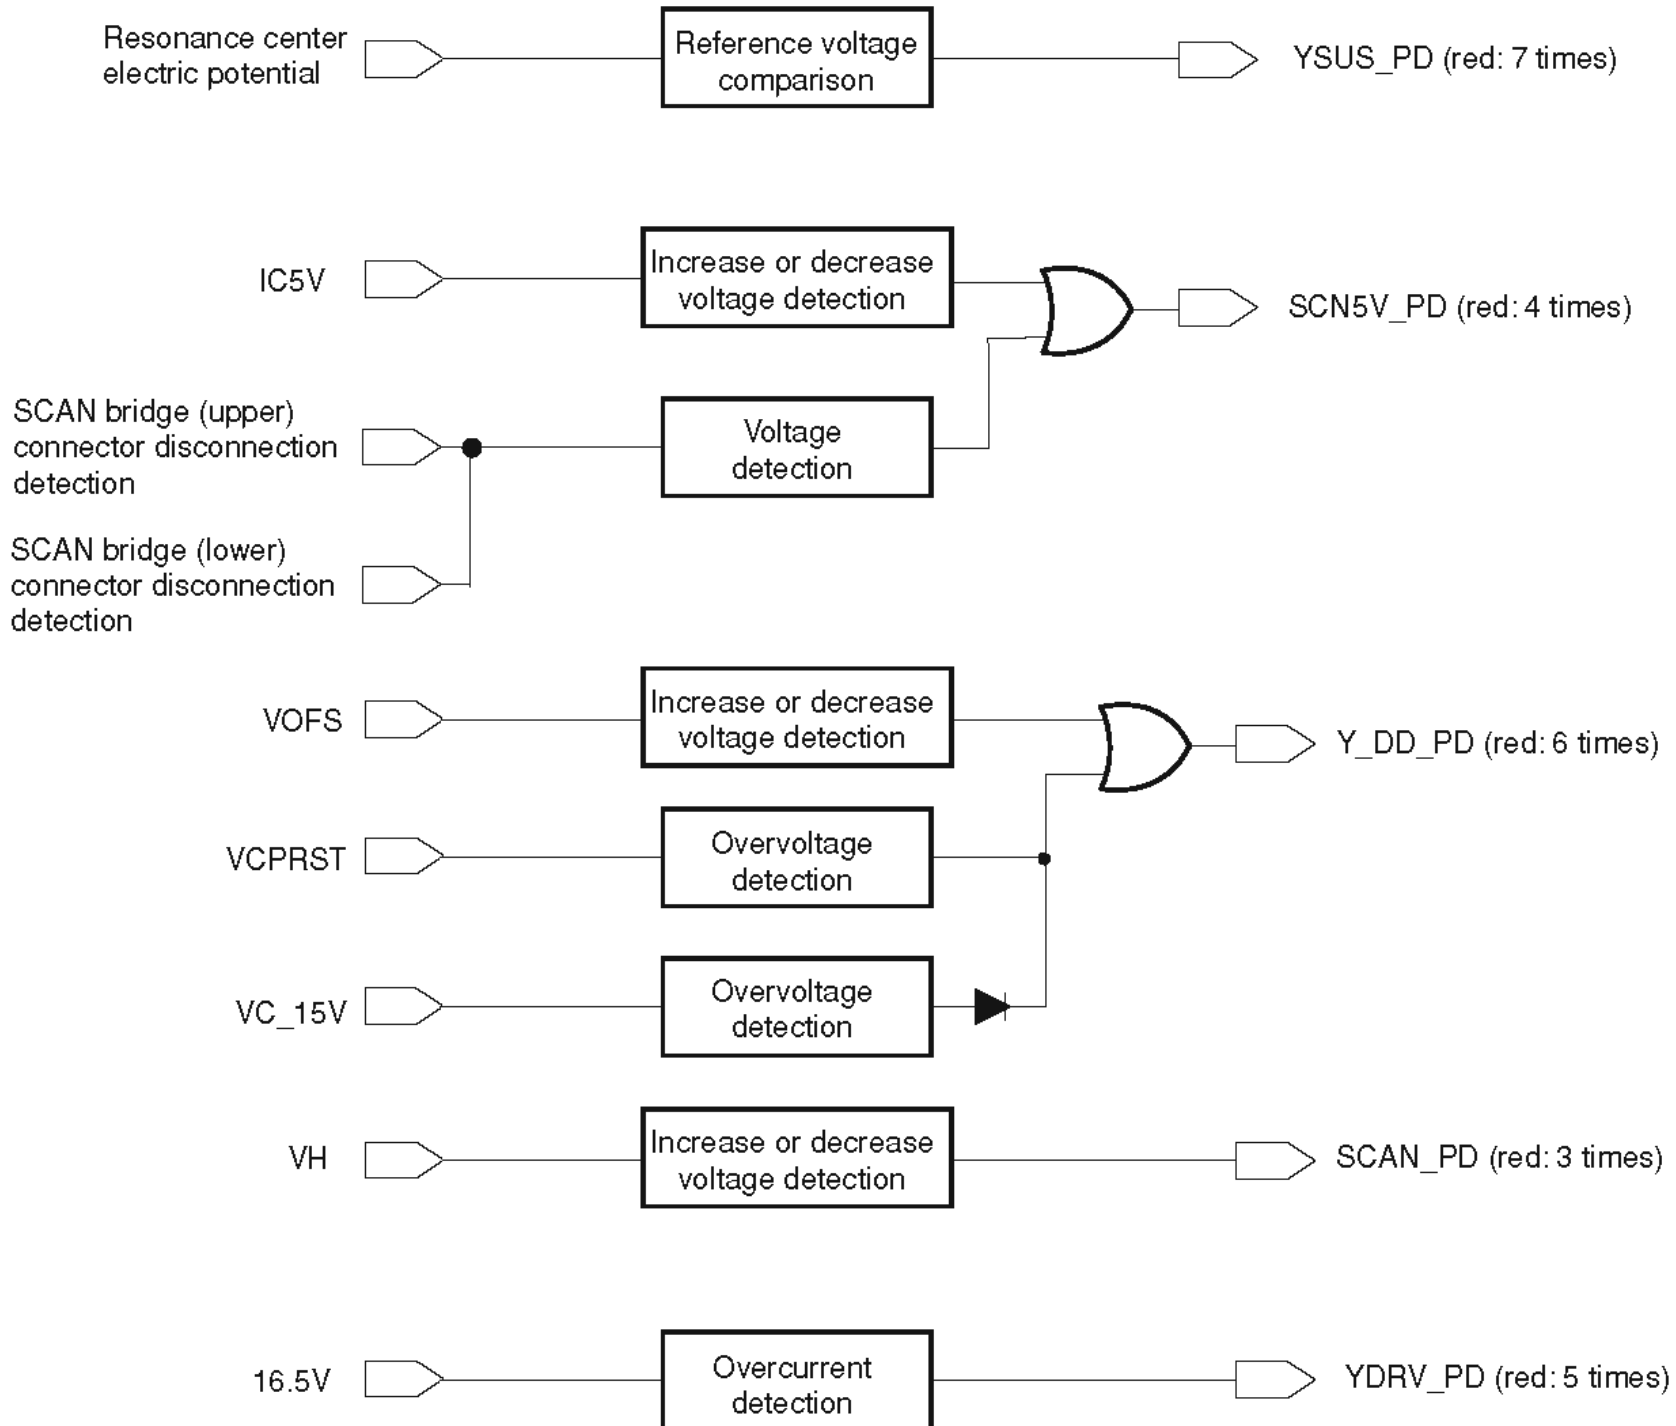 Resonance center
electric potential
Reference voltage
comparison
YSUS_PD (red: 7 times)
IC5V
Increase or decrease
voltage detection
SCN5V_PD (red: 4 times)
SCAN bridge (upper)
connector disconnection
detection
Voltage
detection
SCAN bridge (lower)
connector disconnection
detection
VOFS
Increase or decrease
voltage detection
Y_DD_PD (red: 6 times)
VCPRST
Overvoltage
detection
VC_15V
Overvoltage
detection
VH
Increase or decrease
voltage detection
SCAN_PD (red: 3 times)
16.5V
Overcurrent
detection
YDRV_PD (red: 5 times)